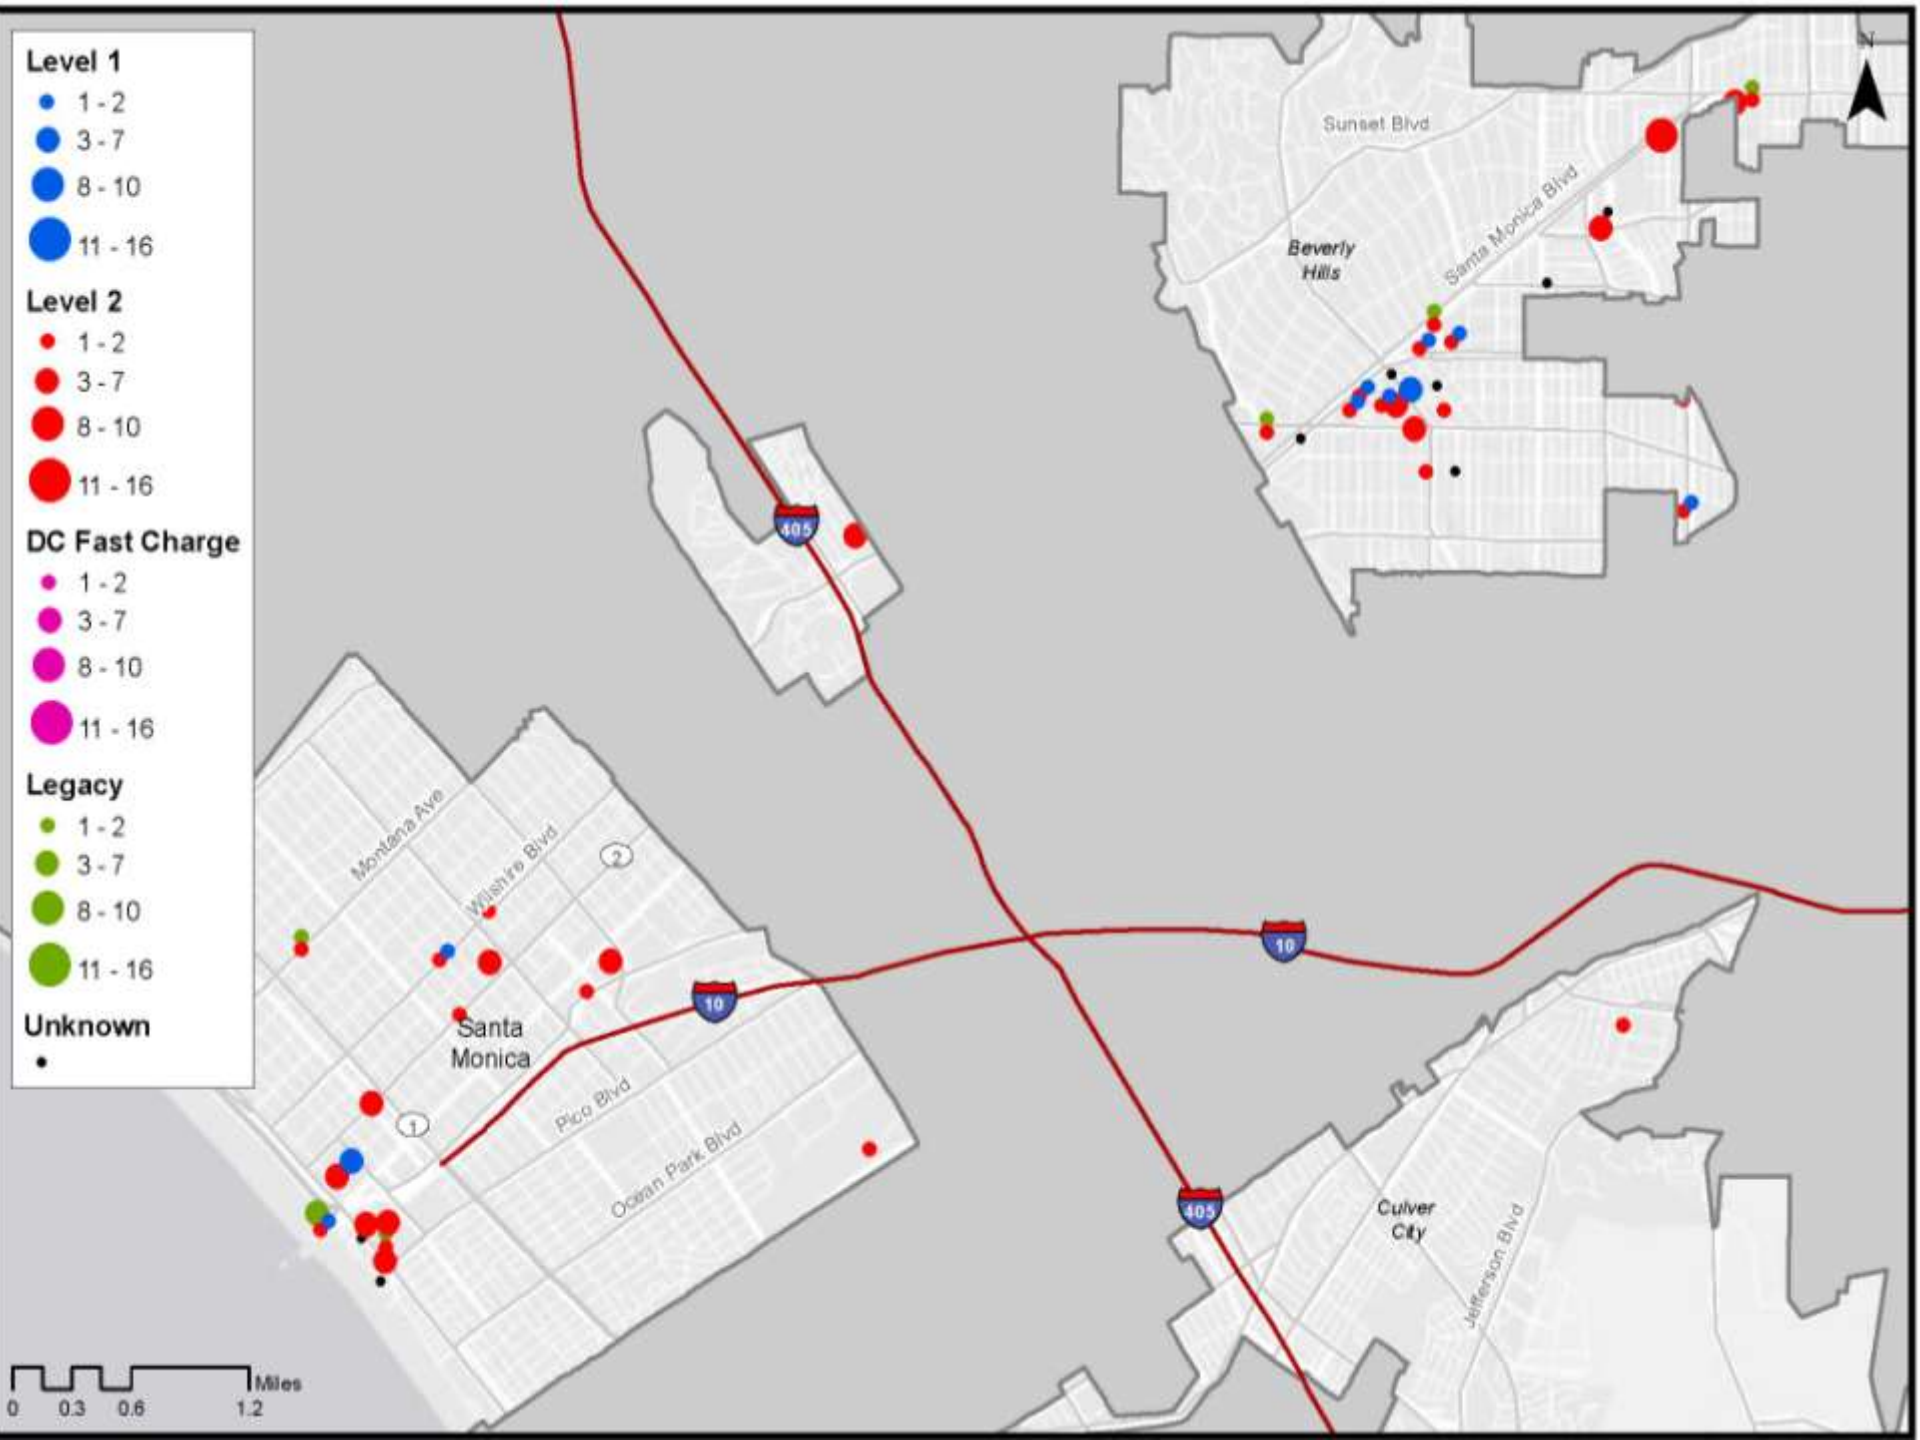 Level 1
1 - 2
3 - 7
8 - 10
11 - 16
Level 2
1 - 2
3 - 7
8 - 10
11 - 16
DC Fast Charge
1 - 2
3 - 7
8 - 10
11 - 16
Legacy
1 - 2
3 - 7
8 - 10
11 - 16
Unknown
N
Sunset Blvd
Santa Monica Blvd
Beverly
Hills
405
Montana Ave
Wilshire Blvd
2
10
10
Santa
Monica
1
Pico Blvd
Ocean Park Blvd
405
Culver
City
Jefferson Blvd
Miles
0 0.3 0.6 1.2